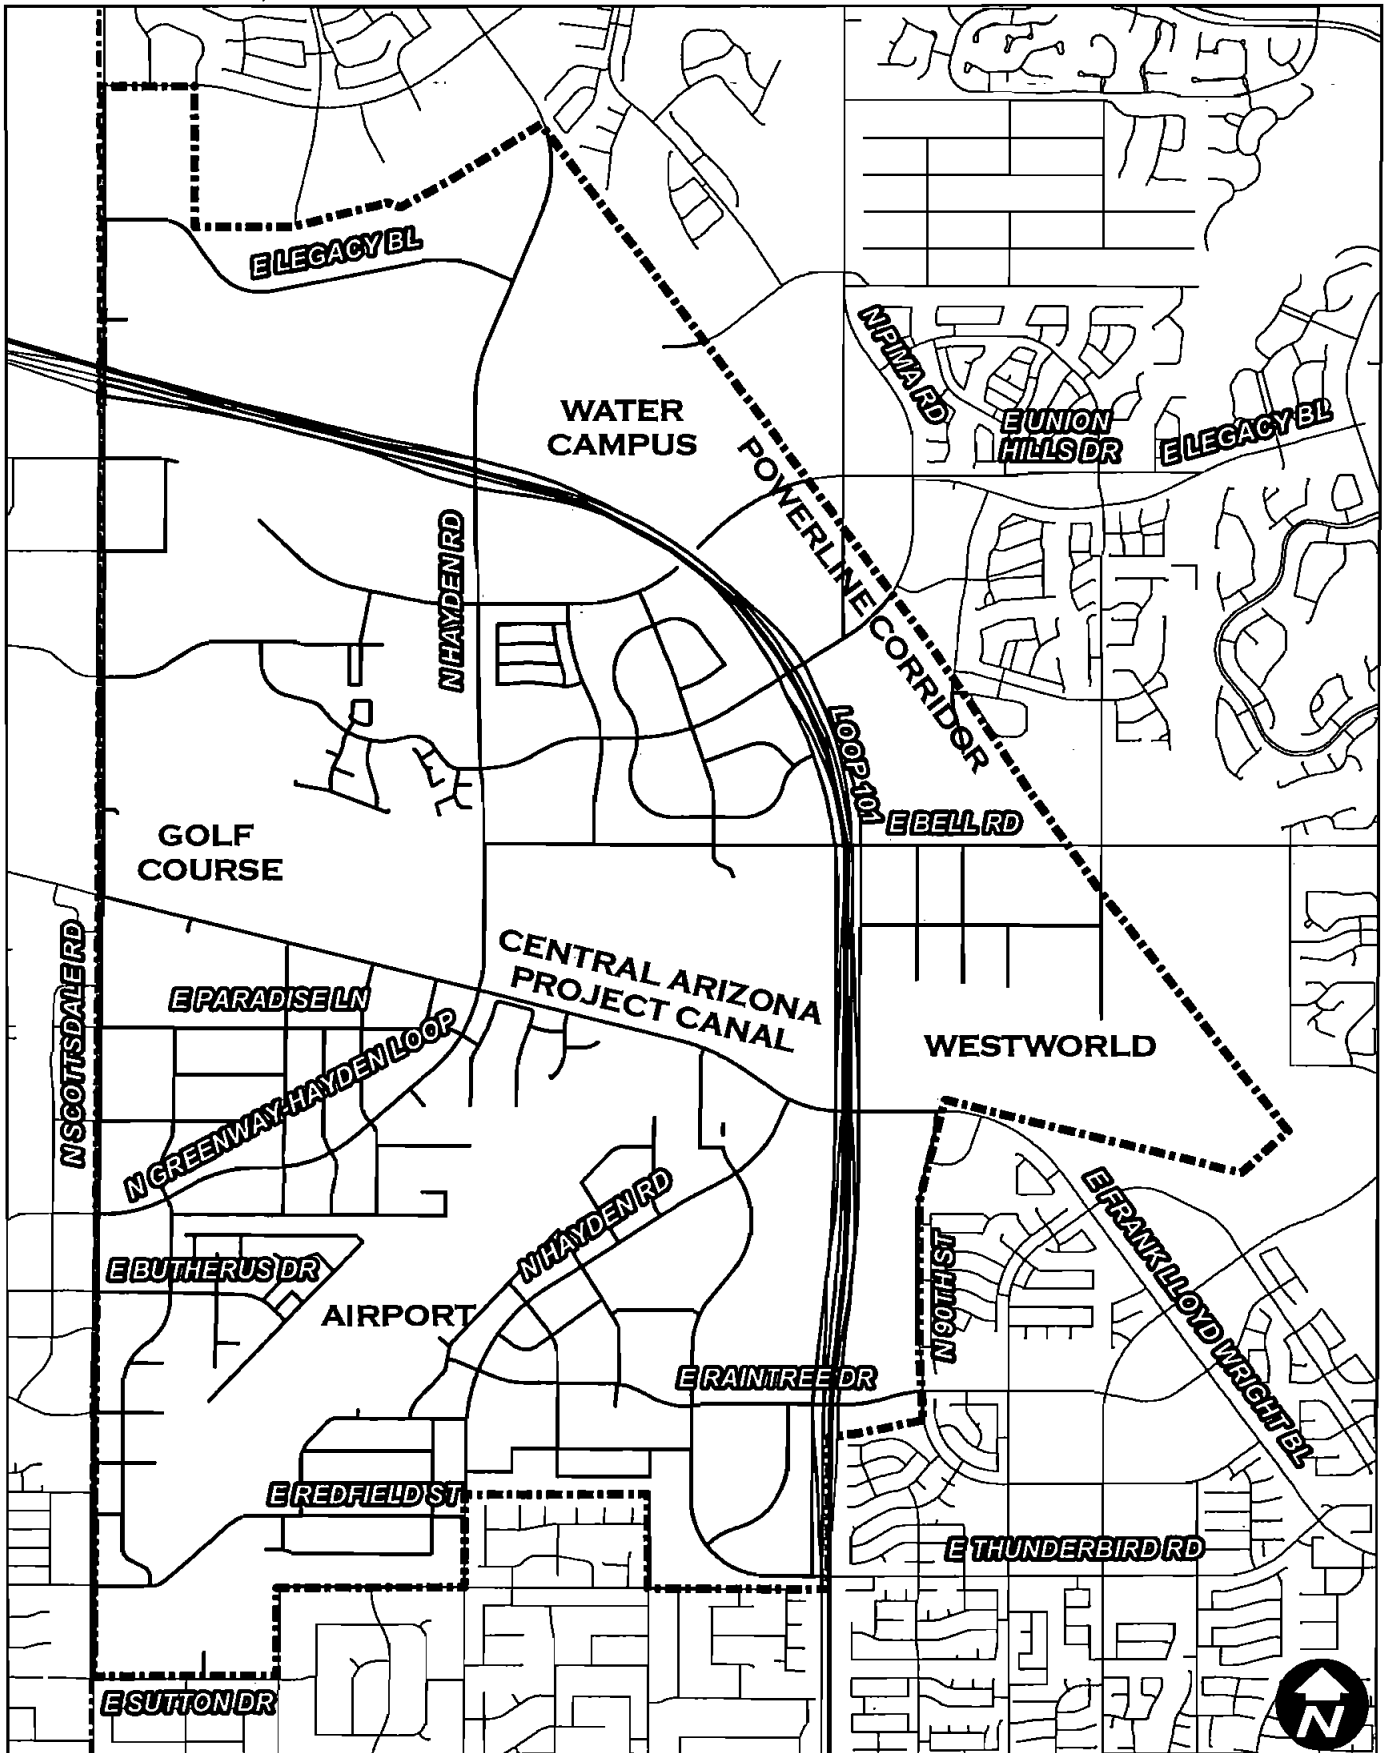 E LEGACY BL
N PIMA RD
WATER
CAMPUS
E UNION
HILLS DR
E LEGACY BL
POWERLINE CORRIDOR
N HAYDEN RD
LOOP 101
E BELL RD
GOLF
COURSE
N SCOTTSDALE RD
CENTRAL ARIZONA
PROJECT CANAL
E PARADISE LN
N GREENWAY-HAYDEN LOOP
WESTWORLD
N HAYDEN RD
E FRANK LLOYD WRIGHT BL
N 90TH ST
E BUTHERUS DR
AIRPORT
E RAINTREE DR
E REDFIELD ST
E THUNDERBIRD RD
E SUTTON DR
N